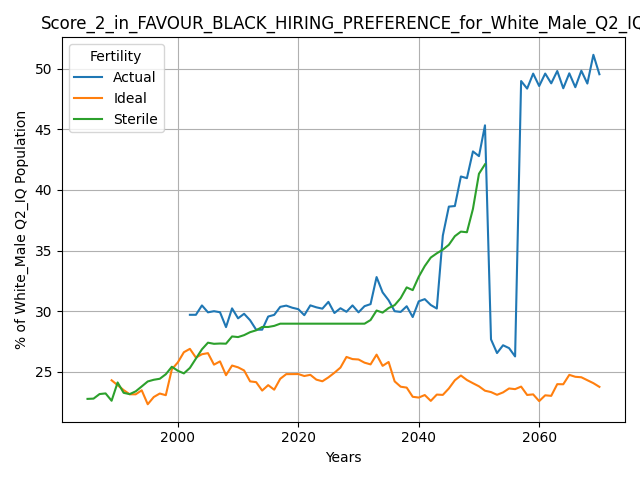 Score_2_in_FAVOUR_BLACK_HIRING_PREFERENCE_for_White_Male_Q2_IQ
Fertility
Actual
Ideal
Sterile
% of White_Male Q2_IQ Population
50
45
40
35
30
25
2000
2020
2040
2060
Years